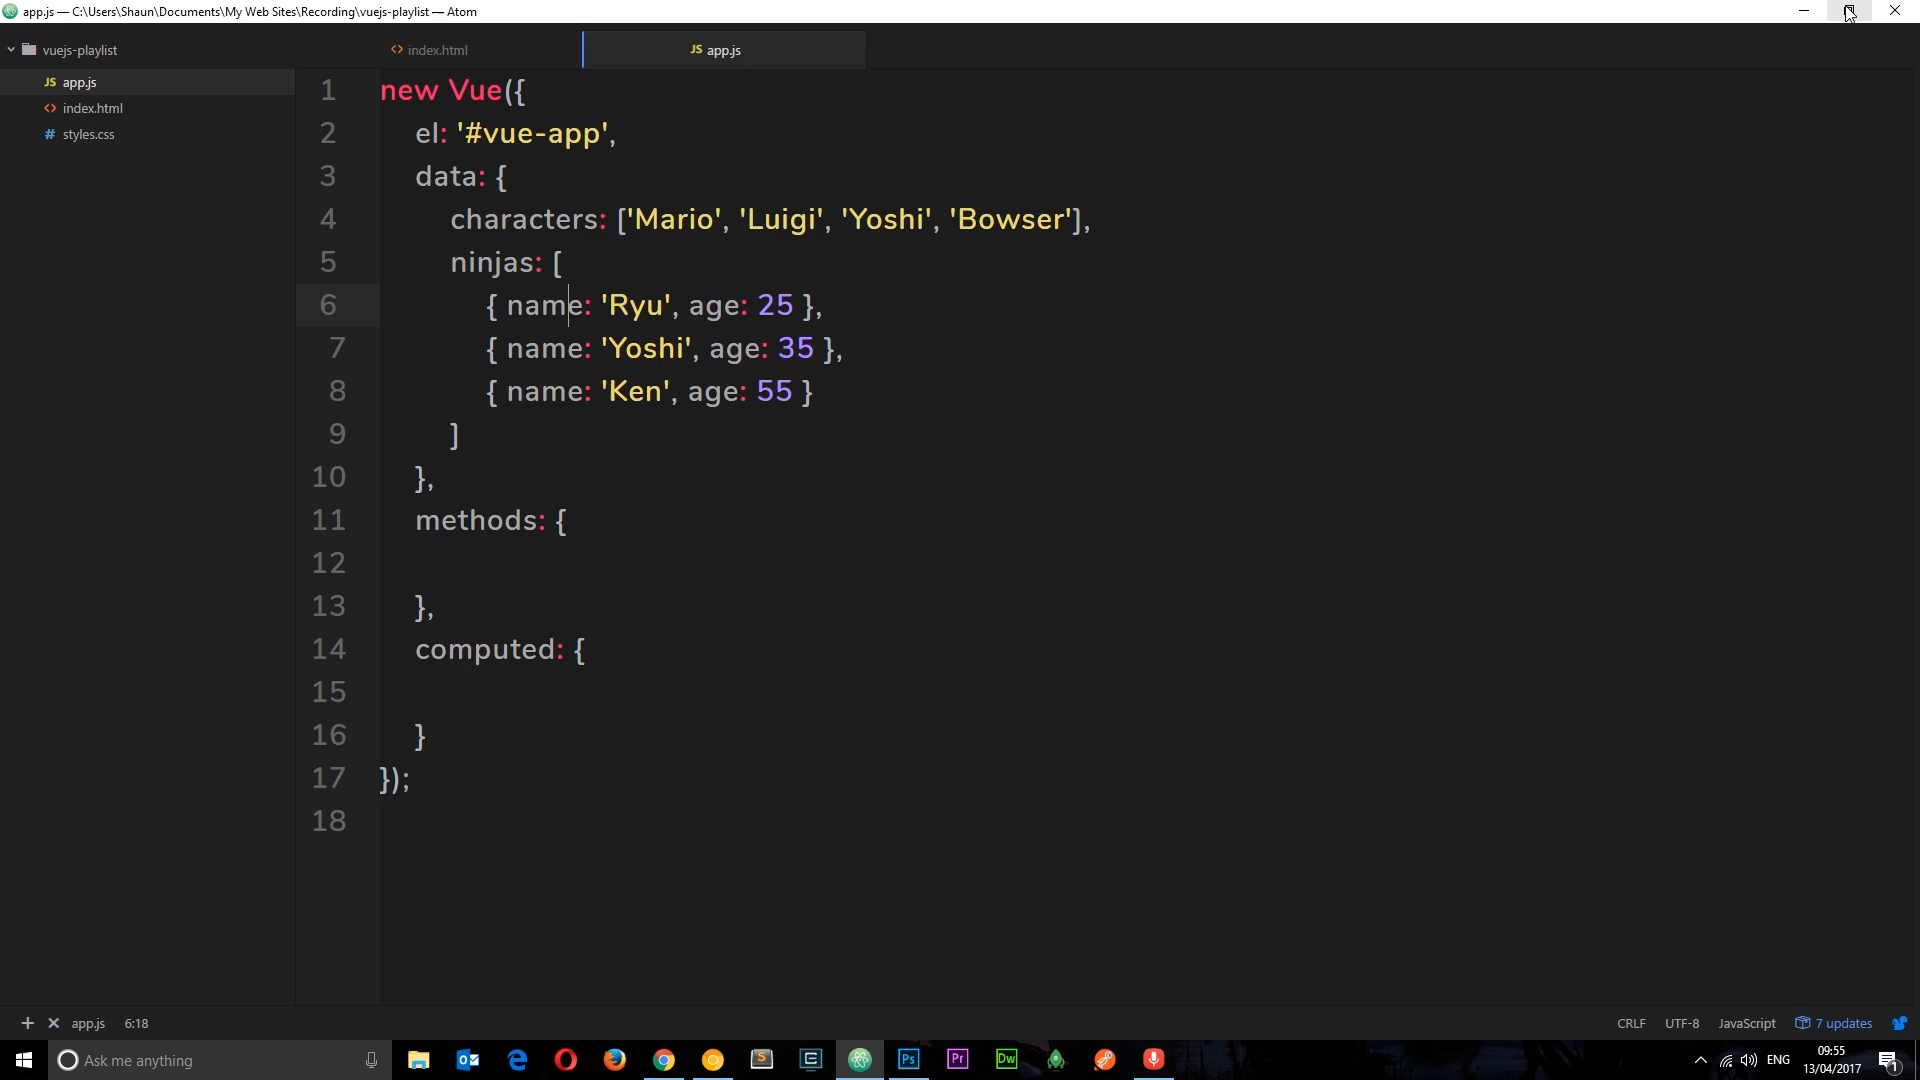 app.js — C:\Users\Shaun\Documents\My Web Sites\Recording\vuejs-playlist — Atom
vuejs-playlist
app.js
index.html
styles.css
index.html
JS app.js
1 new Vue({
2 el: '#vue-app',
3 data: {
4 characters: ['Mario', 'Luigi', 'Yoshi', 'Bowser'],
5 ninjas: [
6 { name: 'Ryu', age: 25 },
7 { name: 'Yoshi', age: 35 },
8 { name: 'Ken', age: 55 }
9 ]
10 },
11 methods: {
12
13 },
14 computed: {
15
16 }
17 });
18
app.js 6:18 CRLF UTF-8 JavaScript 7 updates
Ask me anything
Ps Pr Dw
ENG
09:55
13/04/2017
1